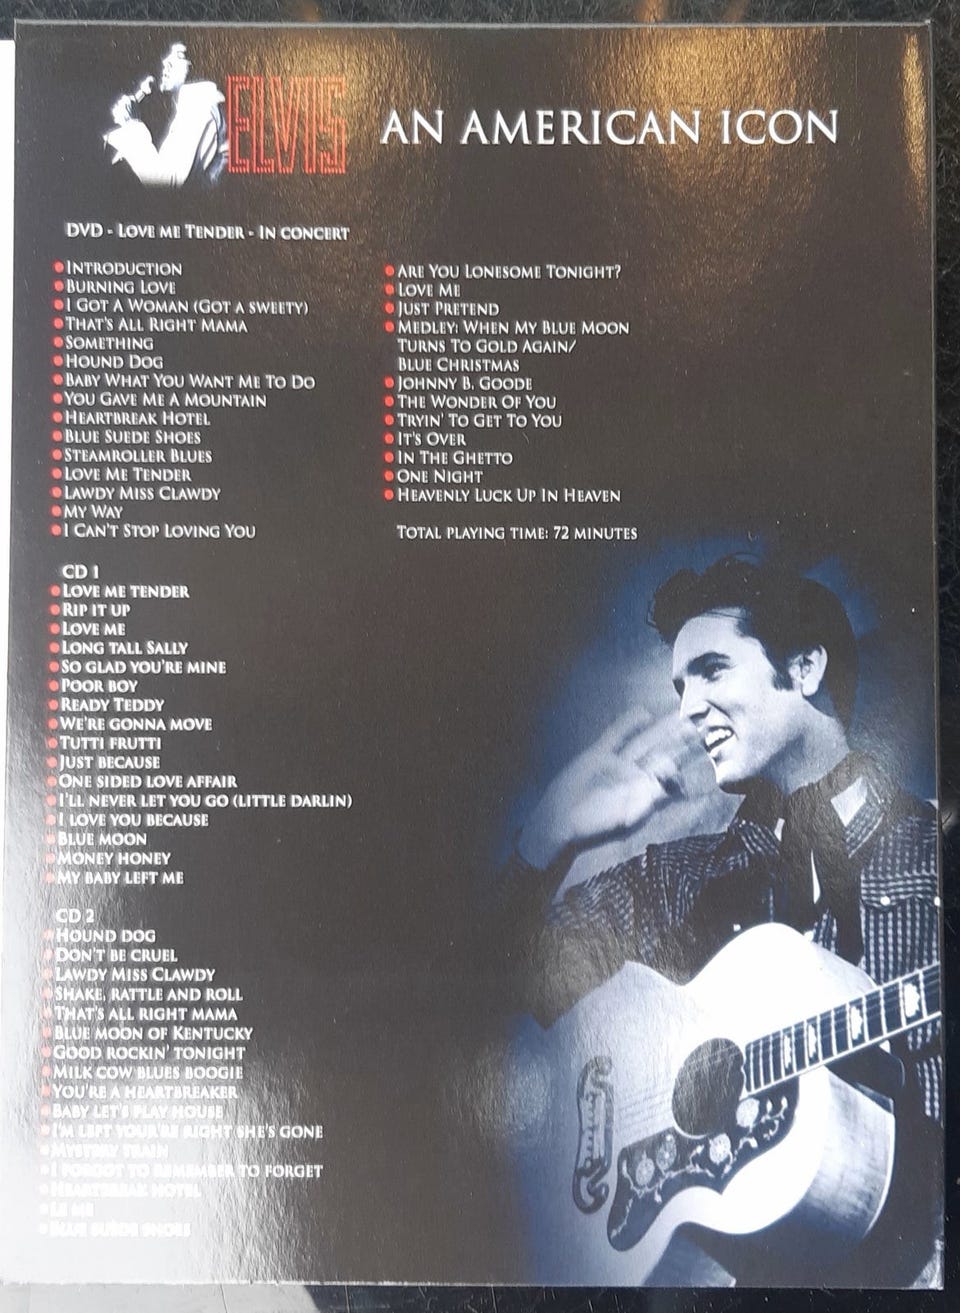 ELVIS
AN AMERICAN ICON
DVD - LOVE ME TENDER - IN CONCERT
INTRODUCTION
BURNING LOVE
I GOT A WOMAN (GOT A SWEETY)
THAT'S ALL RIGHT MAMA
SOMETHING
HOUND DOG
BABY WHAT YOU WANT ME TO DO
YOU GAVE ME A MOUNTAIN
HEARTBREAK HOTEL
BLUE SUEDE SHOES
STEAMROLLER BLUES
LOVE ME TENDER
LAWDY MISS CLAWDY
MY WAY
I CAN'T STOP LOVING YOU
ARE YOU LONESOME TONIGHT?
LOVE ME
JUST PRETEND
MEDLEY: WHEN MY BLUE MOON
TURNS TO GOLD AGAIN/
BLUE CHRISTMAS
JOHNNY B. GOODE
THE WONDER OF YOU
TRYIN' TO GET TO YOU
IT'S OVER
IN THE GHETTO
ONE NIGHT
HEAVENLY LUCK UP IN HEAVEN
TOTAL PLAYING TIME: 72 MINUTES
CD 1
LOVE ME TENDER
RIP IT UP
LOVE ME
LONG TALL SALLY
SO GLAD YOU'RE MINE
POOR BOY
READY TEDDY
WE'RE GONNA MOVE
TUTTI FRUTTI
JUST BECAUSE
ONE SIDED LOVE AFFAIR
I'LL NEVER LET YOU GO (LITTLE DARLIN)
I LOVE YOU BECAUSE
BLUE MOON
MONEY HONEY
MY BABY LEFT ME
CD 2
HOUND DOG
DON'T BE CRUEL
LAWDY MISS CLAWDY
SHAKE, RATTLE AND ROLL
THAT'S ALL RIGHT MAMA
BLUE MOON OF KENTUCKY
GOOD ROCKIN' TONIGHT
MILK COW BLUES BOOGIE
YOU'RE A HEARTBREAKER
BABY LET'S PLAY HOUSE
I'M LEFT YOUR'RE RIGHT SHE'S GONE
MYSTERY TRAIN
I FORGOT TO REMEMBER TO FORGET
HEARTBREAK HOTEL
ME
BLUE SUEDE SHOES